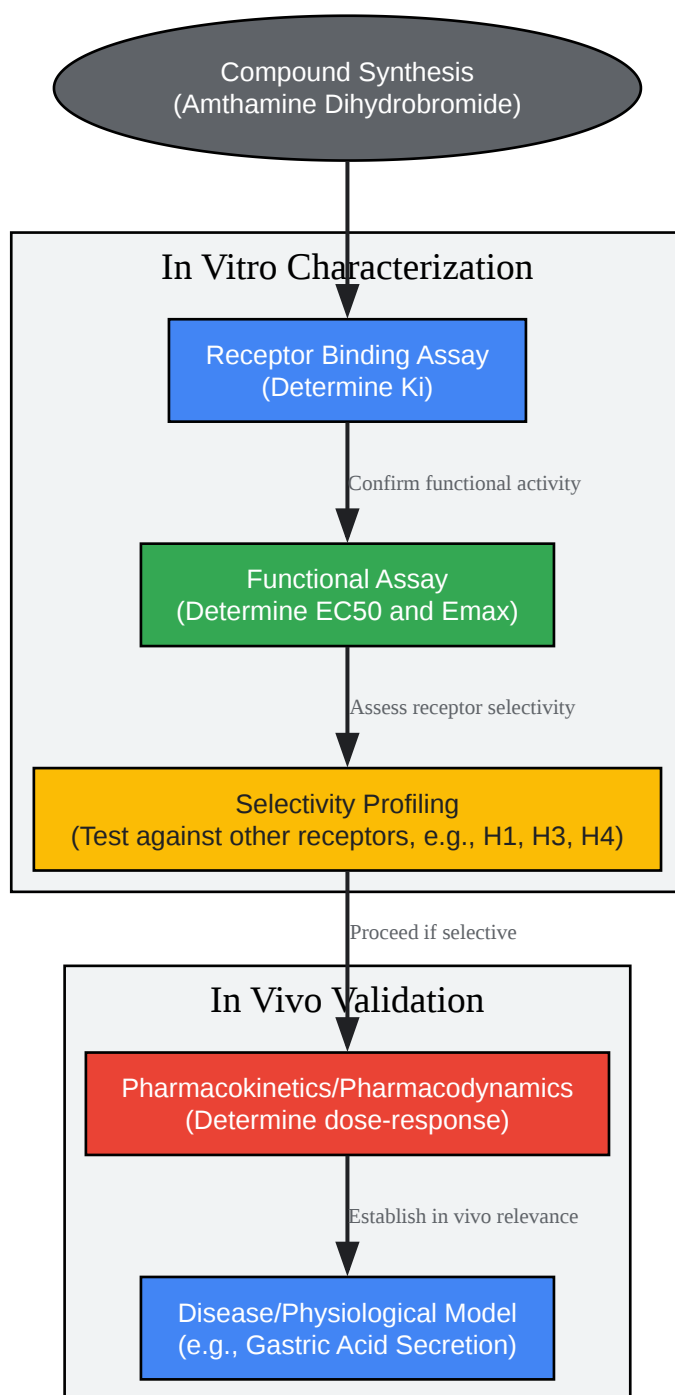 Compound Synthesis
(Amthamine Dihydrobromide)
In Vitro Characterization
Receptor Binding Assay
(Determine Ki)
Confirm functional activity
Functional Assay
(Determine EC50 and Emax)
Assess receptor selectivity
Selectivity Profiling
(Test against other receptors, e.g., H1, H3, H4)
Proceed if selective
In Vivo Validation
Pharmacokinetics/Pharmacodynamics
(Determine dose-response)
Establish in vivo relevance
Disease/Physiological Model
(e.g., Gastric Acid Secretion)